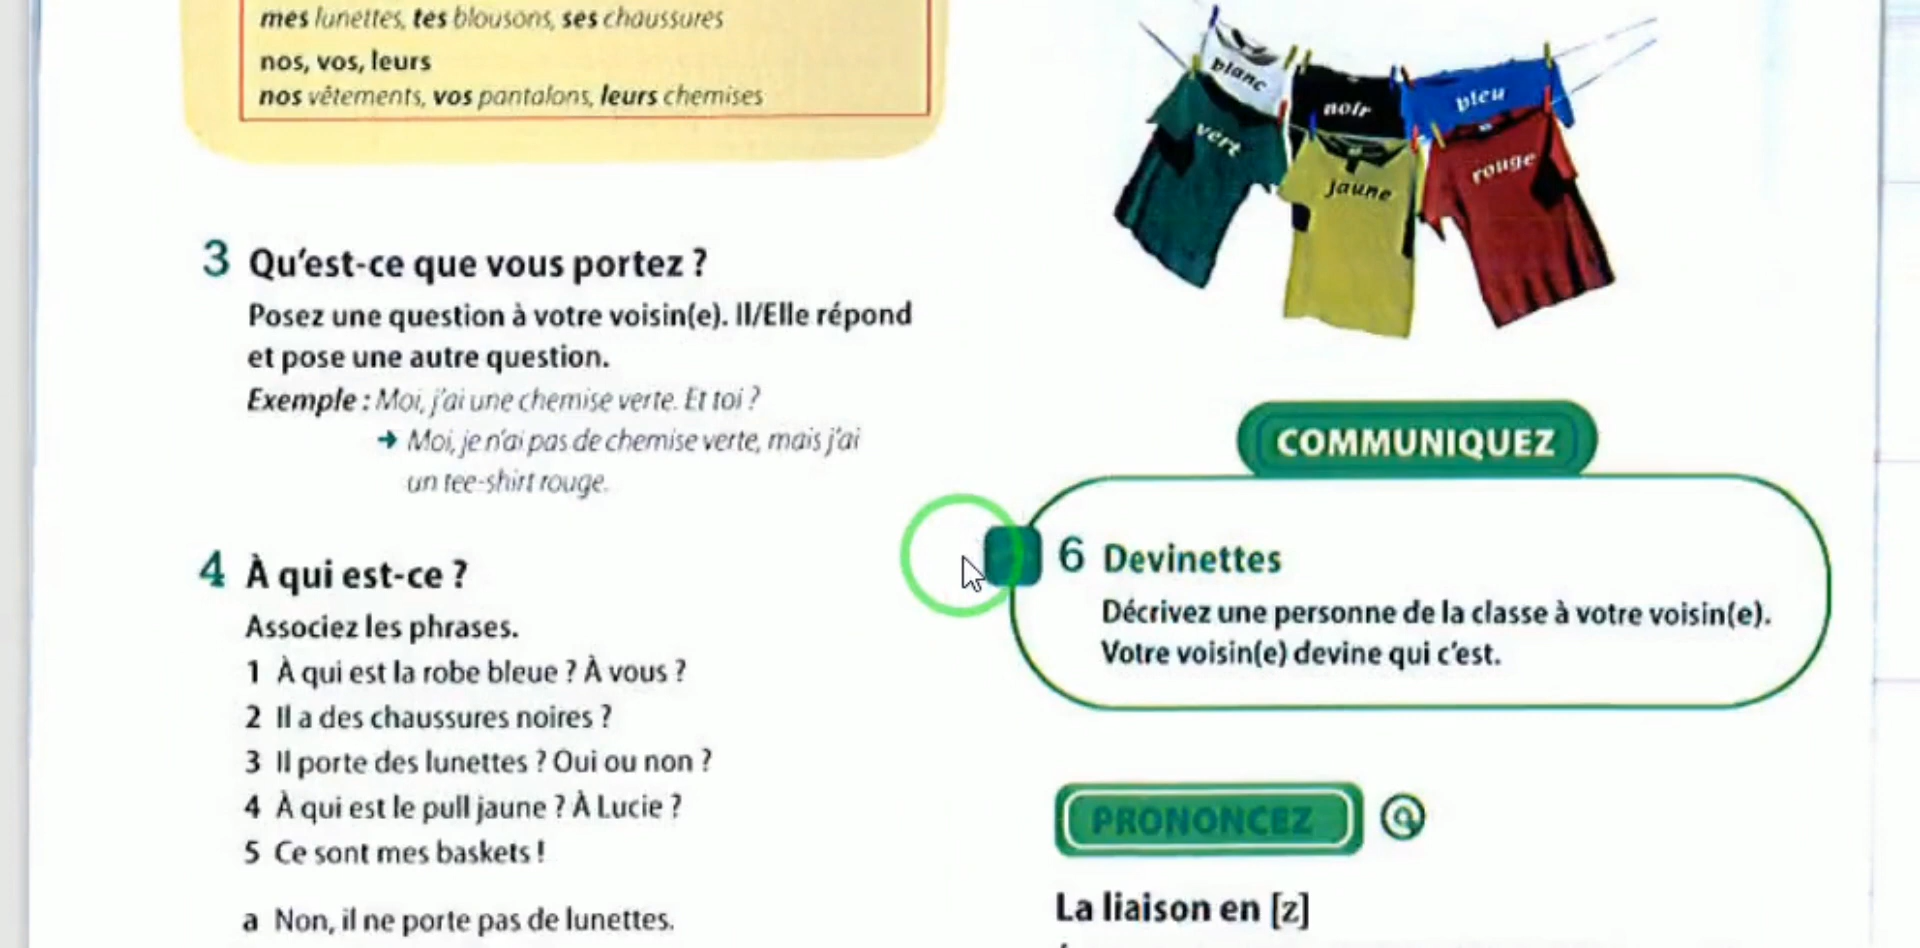 mes lunettes, tes blousons, ses chaussures
nos, vos, leurs
nos vêtements, vos pantalons, leurs chemises
3 Qu'est-ce que vous portez ?
Posez une question à votre voisin(e). Il/Elle répond
et pose une autre question.
Exemple : Moi, j'ai une chemise verte. Et toi ?
➔ Moi, je n'ai pas de chemise verte, mais j'ai
un tee-shirt rouge.
4 À qui est-ce ?
Associez les phrases.
1 À qui est la robe bleue ? À vous ?
2 Il a des chaussures noires ?
3 Il porte des lunettes ? Oui ou non ?
4 À qui est le pull jaune ? À Lucie ?
5 Ce sont mes baskets !
a Non, il ne porte pas de lunettes.
blanc
noir
bleu
vert
jaune
rouge
COMMUNIQUEZ
6 Devinettes
Décrivez une personne de la classe à votre voisin(e).
Votre voisin(e) devine qui c'est.
PRONONCEZ
La liaison en [z]